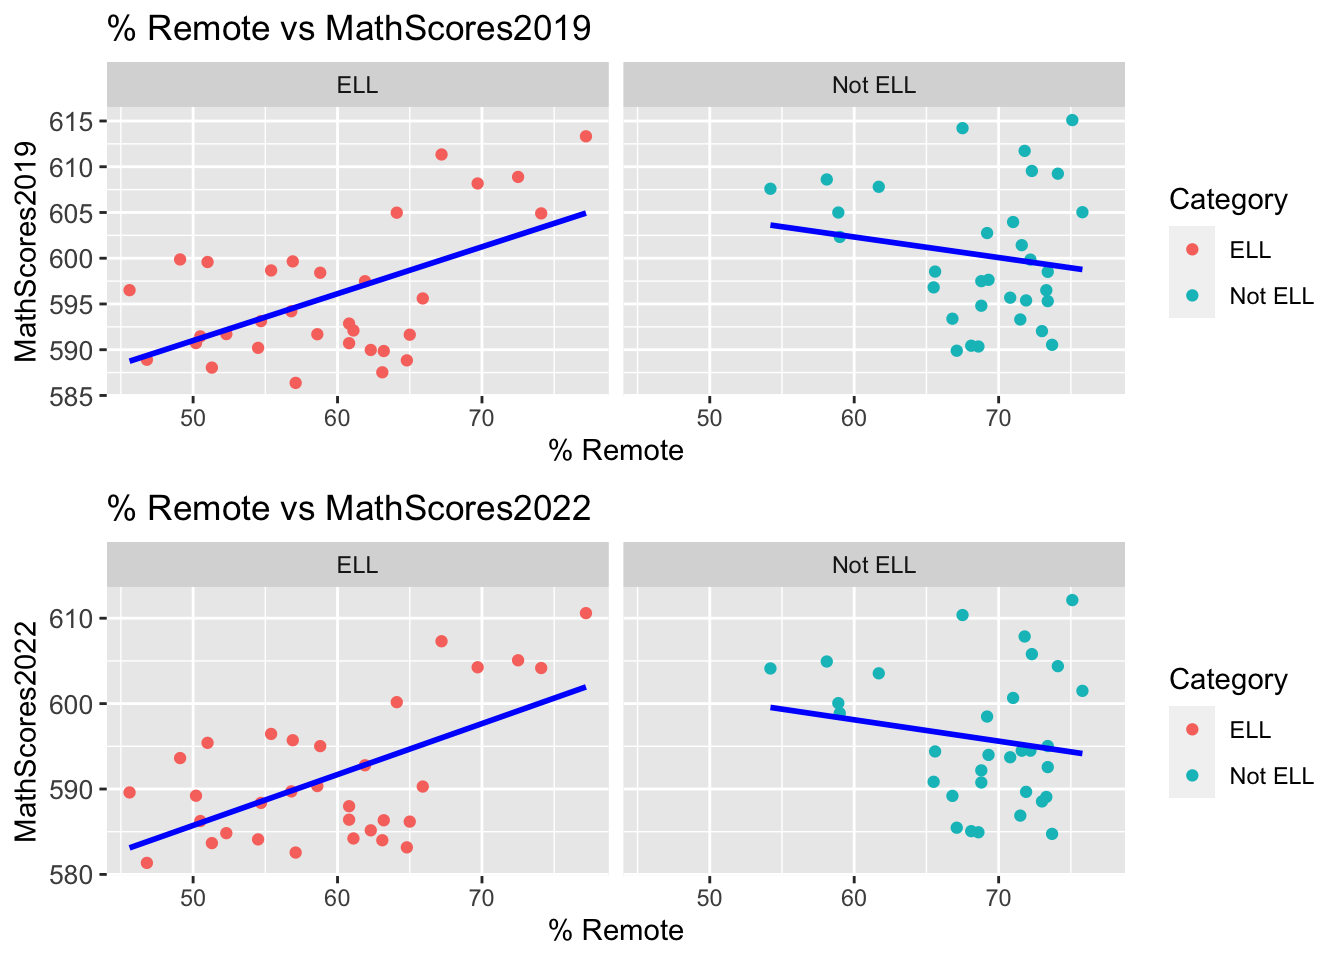 % Remote vs MathScores2019
ELL
Not ELL
MathScores2019
615
610
605
600
595
590
585
50
60
70
50
60
70
% Remote
Category
ELL
Not ELL
% Remote vs MathScores2022
ELL
Not ELL
MathScores2022
610
600
590
580
50
60
70
50
60
70
% Remote
Category
ELL
Not ELL